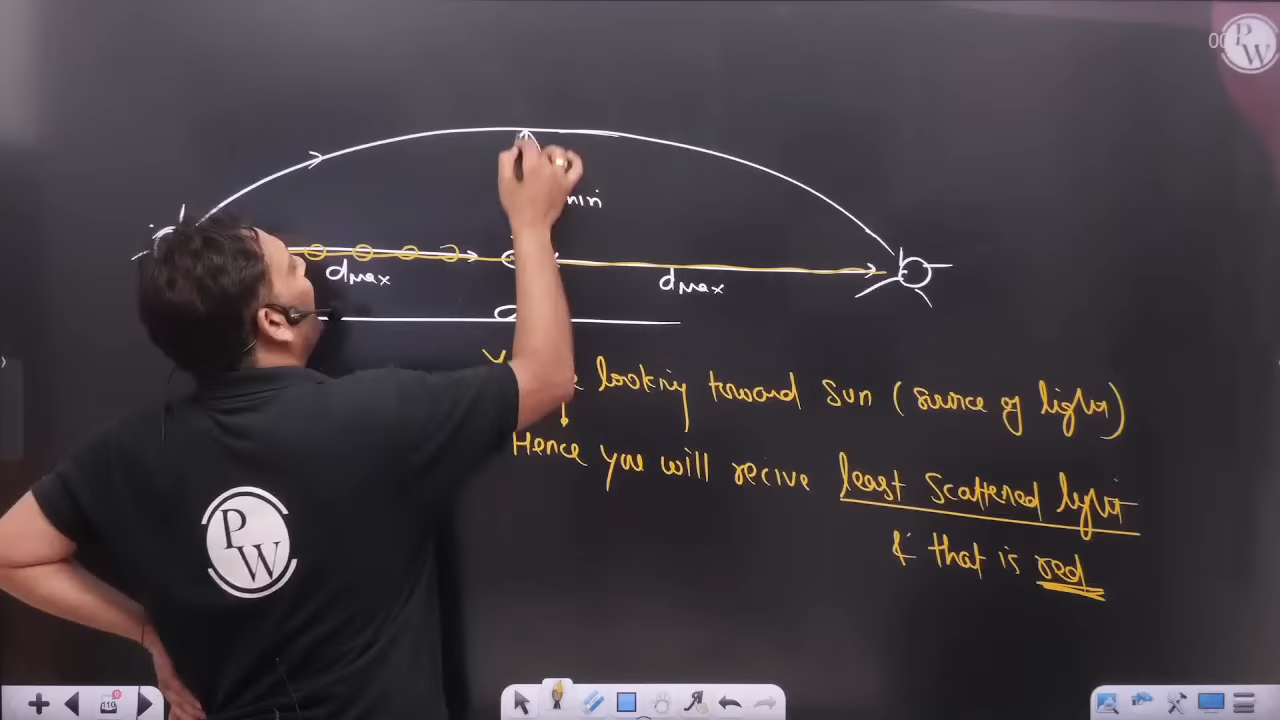 PW
min
dmax
dmax
looking toward Sun (source of light)
Hence you will recive least scattered light
& that is red
PW
110